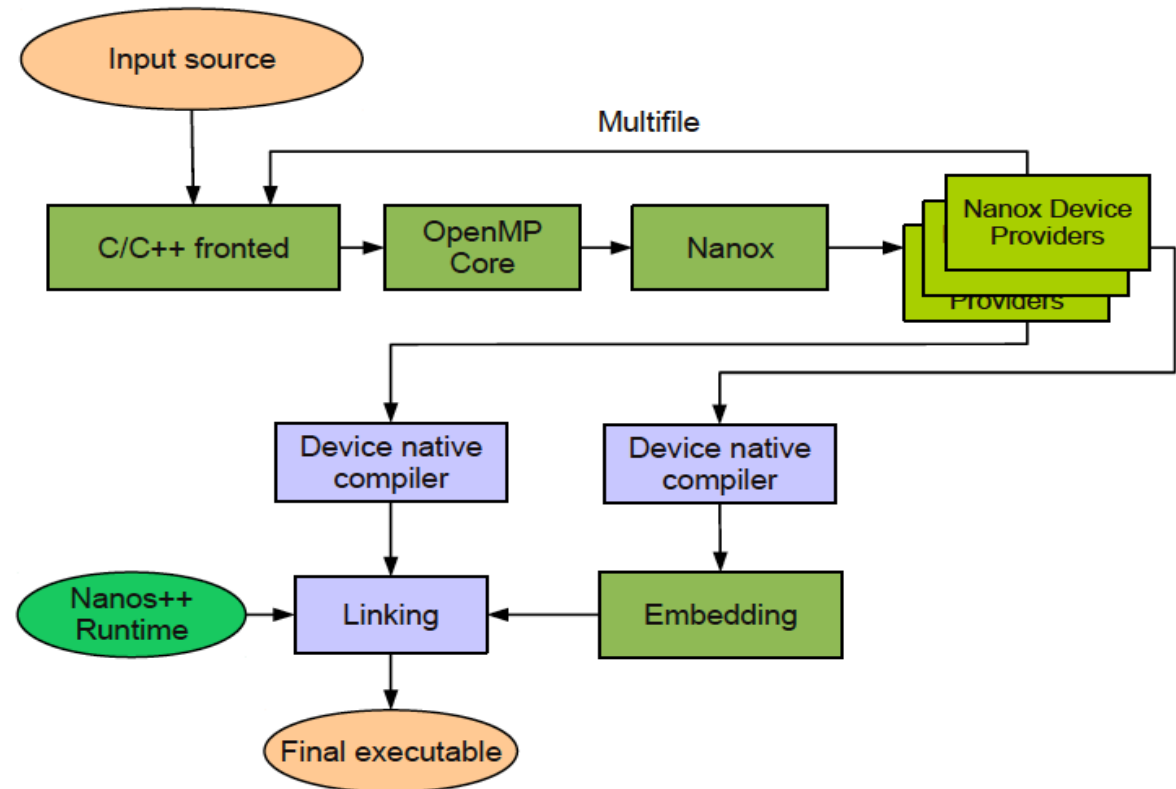 Input source
Multifile
C/C++ fronted
OpenMP
Core
Nanox
Nanox Device
Providers
Providers
Device native
compiler
Device native
compiler
Nanos++
Runtime
Linking
Embedding
Final executable